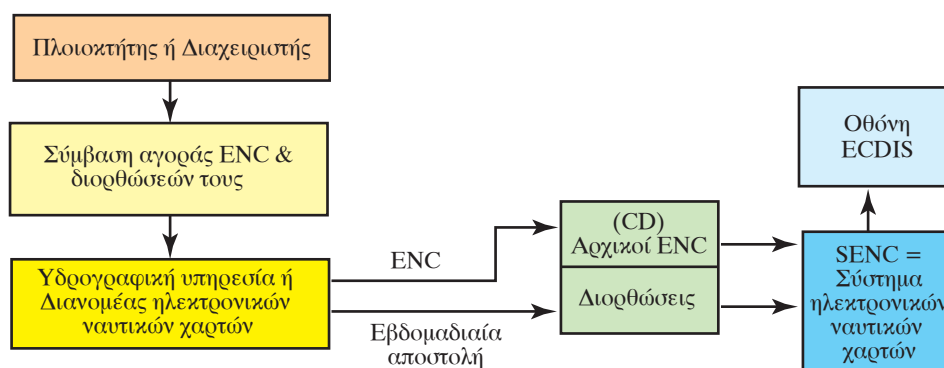 Πλοιοκτήτης ή Διαχειριστής
Σύμβαση αγοράς ENC &
διορθώσεών τους
Υδρογραφική υπηρεσία ή
Διανομέας ηλεκτρονικών
ναυτικών χαρτών
ENC
Εβδομαδιαία
αποστολή
(CD)
Αρχικοί ENC
Διορθώσεις
Οθόνη
ECDIS
SENC =
Σύστημα
ηλεκτρονικών
ναυτικών
χαρτών